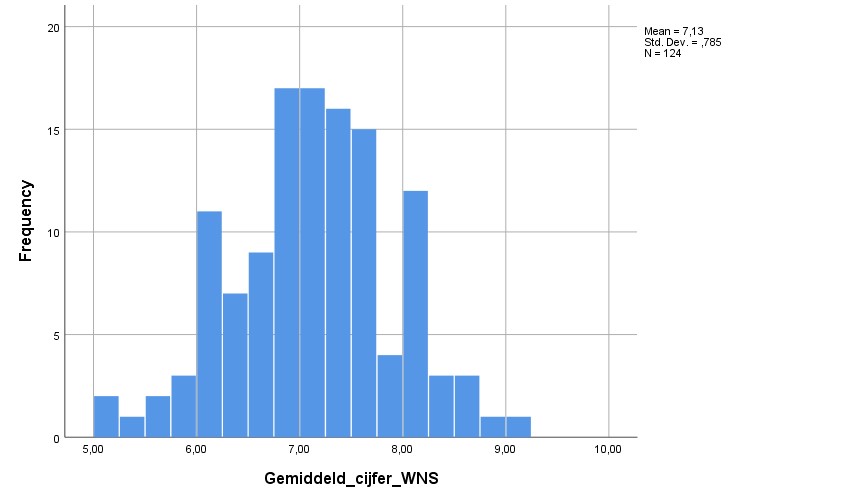 Mean = 7,13
Std. Dev. = ,785
N = 124
20
15
10
5
0
Frequency
5,00 6,00 7,00 8,00 9,00 10,00
Gemiddeld_cijfer_WNS